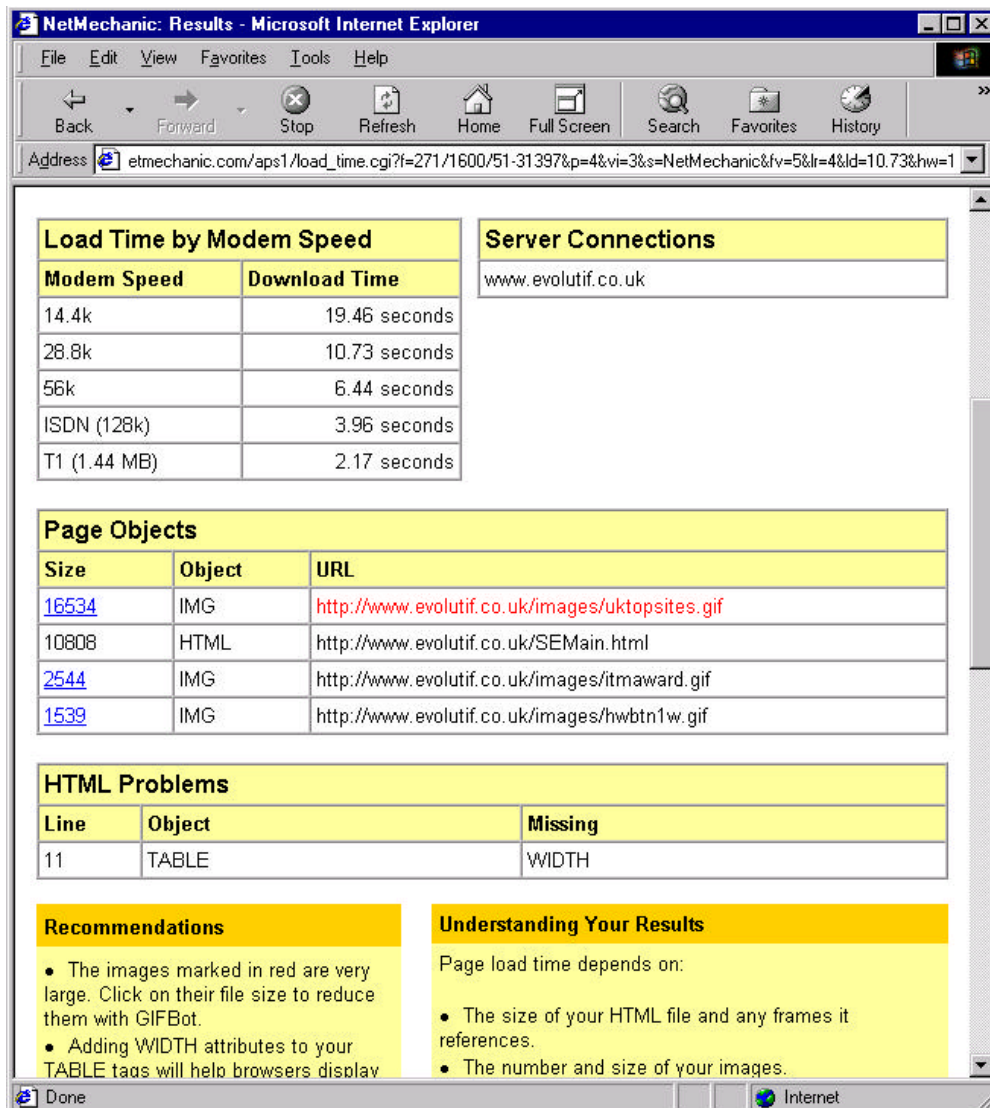 NetMechanic: Results - Microsoft Internet Explorer
File Edit View Favorites Tools Help
Back Forward Stop Refresh Home Full Screen Search Favorites History »
Address etmechanic.com/aps1/load_time.cgi?f=271/1600/51-31397&p=4&vi=3&s=NetMechanic&fv=5&lr=4&ld=10.73&hw=1
Load Time by Modem Speed
Modem Speed Download Time
14.4k 19.46 seconds
28.8k 10.73 seconds
56k 6.44 seconds
ISDN (128k) 3.96 seconds
T1 (1.44 MB) 2.17 seconds
Server Connections
www.evolutif.co.uk
Page Objects
Size Object URL
16534 IMG http://www.evolutif.co.uk/images/uktopsites.gif
10808 HTML http://www.evolutif.co.uk/SEMain.html
2544 IMG http://www.evolutif.co.uk/images/itmaward.gif
1539 IMG http://www.evolutif.co.uk/images/hwbtn1w.gif
HTML Problems
Line Object Missing
11 TABLE WIDTH
Recommendations
• The images marked in red are very
large. Click on their file size to reduce
them with GIFBot.
• Adding WIDTH attributes to your
TABLE tags will help browsers display
Understanding Your Results
Page load time depends on:
• The size of your HTML file and any frames it
references.
• The number and size of your images.
Done Internet